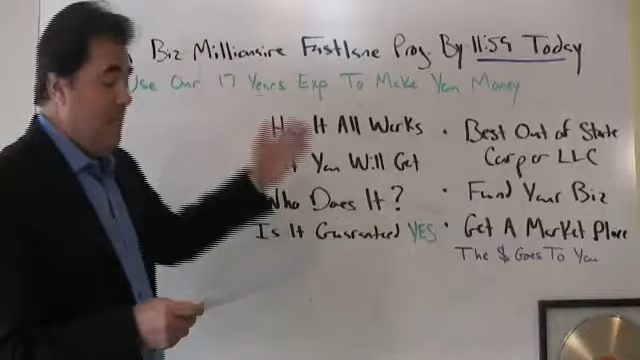 Biz Millionaire Fastlane Prog. By 11:59 Today
Use Our 17 Years Exp To Make You Money
It All Works
You Will Get
Who Does It?
Is It Guranteed YES
• Best Out of State
Corp or LLC
• Fund Your Biz
• Get A Market Place
The $ Goes To You